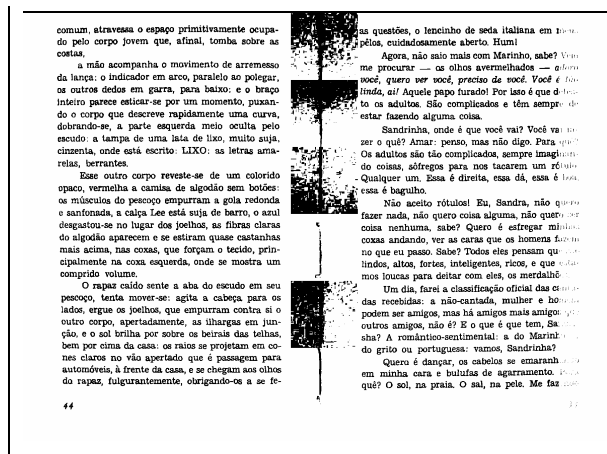 comum, atravessa o espaço primitivamente ocupa-
do pelo corpo jovem que, afinal, tomba sobre as
costas,
a mão acompanha o movimento de arremesso
da lança: o indicador em arco, paralelo ao polegar,
os outros dedos em garra, para baixo; e o braço
inteiro parece esticar-se por um momento, puxan-
do o corpo que descreve rapidamente uma curva,
dobrando-se, a parte esquerda meio oculta pelo
escudo: a tampa de uma lata de lixo, muito suja,
cinzenta, onde está escrito: LIXO: as letras ama-
relas, berrantes.
Esse outro corpo reveste-se de um colorido
opaco, vermelha a camisa de algodão sem botões:
os músculos do pescoço empurram a gola redonda
e sanfonada, a calça Lee está suja de barro, o azul
desgastou-se no lugar dos joelhos, as fibras claras
do algodão aparecem e se estiram quase castanhas
mais acima, nas coxas, que forçam o tecido, prin-
cipalmente na coxa esquerda, onde se mostra um
comprido volume.
O rapaz caído sente a aba do escudo em seu
pescoço, tenta mover-se: agita a cabeça para os
lados, ergue os joelhos, que empurram contra si o
outro corpo, apertadamente, as ilhargas em jun-
ção, e o sol brilha por sobre os beirais das telhas,
bem por cima da casa: os raios se projetam em co-
nes claros no vão apertado que é passagem para
automóveis, à frente da casa, e se chegam aos olhos
do rapaz, fulgurantemente, obrigando-os a se fe-
44
as questões, o lencinho de seda italiana em
pêlos, cuidadosamente aberto. Hum!
Agora, não saio mais com Marinho, sabe?
me procurar — os olhos avermelhados —
você, quero ver você, preciso de você. Você é
linda, ai! Aquele papo furado! Por isso é que
to os adultos. São complicados e têm sempre de
estar fazendo alguma coisa.
Sandrinha, onde é que você vai? Você vai
zer o quê? Amar: penso, mas não digo. Para
Os adultos são tão complicados, sempre
do coisas, sôfregos para nos tacarem um
Qualquer um. Essa é direita, essa dá, essa é boa,
essa é bagulho.
Não aceito rótulos! Eu, Sandra, não quero
fazer nada, não quero coisa alguma, não quero ser
coisa nenhuma, sabe? Quero é esfregar minhas
coxas andando, ver as caras que os homens fazem
no que eu passo. Sabe? Todos eles pensam que
lindos, altos, fortes, inteligentes, ricos, e que
mos loucas para deitar com eles, os
Um dia, farei a classificação oficial das
das recebidas: a não-cantada, mulher e
podem ser amigos, mas há amigos mais
outros amigos, não é? E o que é que tem,
sha? A romântico-sentimental: a do
do grito ou portuguesa: vamos, Sandrinha?
Quero é dançar, os cabelos se
em minha cara e bulufas de agarramento.
quê? O sol, na praia. O sal, na pele. Me faz